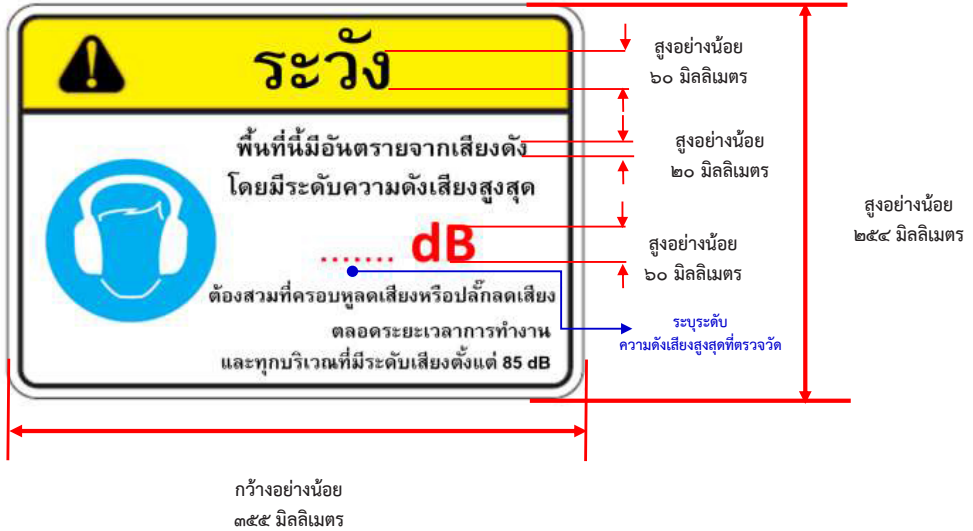 ระวัง
พื้นที่นี้มีอันตรายจากเสียงดัง
โดยมีระดับความดังเสียงสูงสุด
....... dB
ต้องสวมที่ครอบหูลดเสียงหรือปลั๊กลดเสียง
ตลอดระยะเวลาการทำงาน
และทุกบริเวณที่มีระดับเสียงตั้งแต่ 85 dB
สูงอย่างน้อย
๖๐ มิลลิเมตร
สูงอย่างน้อย
๒๐ มิลลิเมตร
สูงอย่างน้อย
๖๐ มิลลิเมตร
ระบุระดับ
ความดังเสียงสูงสุดที่ตรวจวัด
สูงอย่างน้อย
๒๕๔ มิลลิเมตร
กว้างอย่างน้อย
๓๕๕ มิลลิเมตร